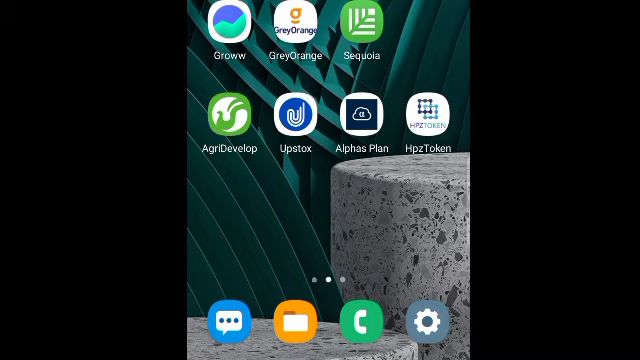 GreyOrange
Groww GreyOrange Sequoia
α
HPZTOKEN
AgriDevelop Upstox Alphas Plan HpzToken